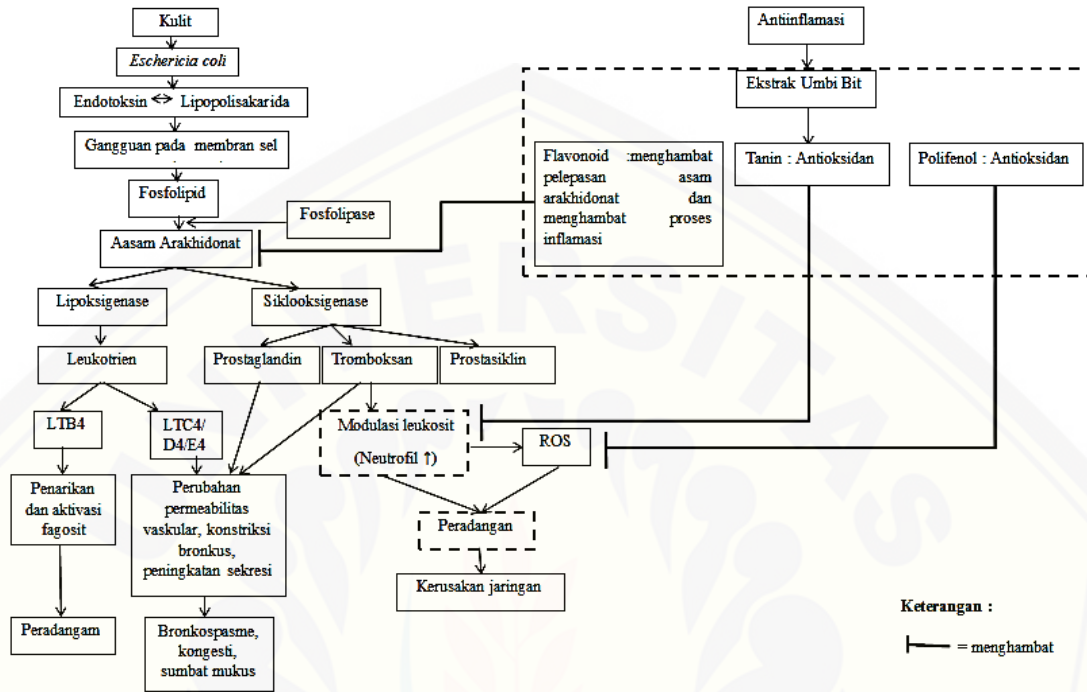 Kulit
Antiinflamasi
Eschericia coli
Ekstrak Umbi Bit
Endotoksin ↔ Lipopolisakarida
Gangguan pada membran sel
Flavonoid :menghambat
pelepasan asam
arakhidonat dan
menghambat proses
inflamasi
Tanin : Antioksidan
Polifenol : Antioksidan
Fosfolipid
Fosfolipase
Aasam Arakhidonat
Lipoksigenase
Siklooksigenase
Leukotrien
Prostaglandin
Tromboksan
Prostasiklin
LTB4
LTC4/
D4/E4
Modulasi leukosit
(Neutrofil ↑)
ROS
Penarikan
dan aktivasi
fagosit
Perubahan
permeabilitas
vaskular, konstriksi
bronkus,
peningkatan sekresi
Peradangan
Kerusakan jaringan
Peradangam
Bronkospasme,
kongesti,
sumbat mukus
Keterangan :
= menghambat
UNIVERSITAS